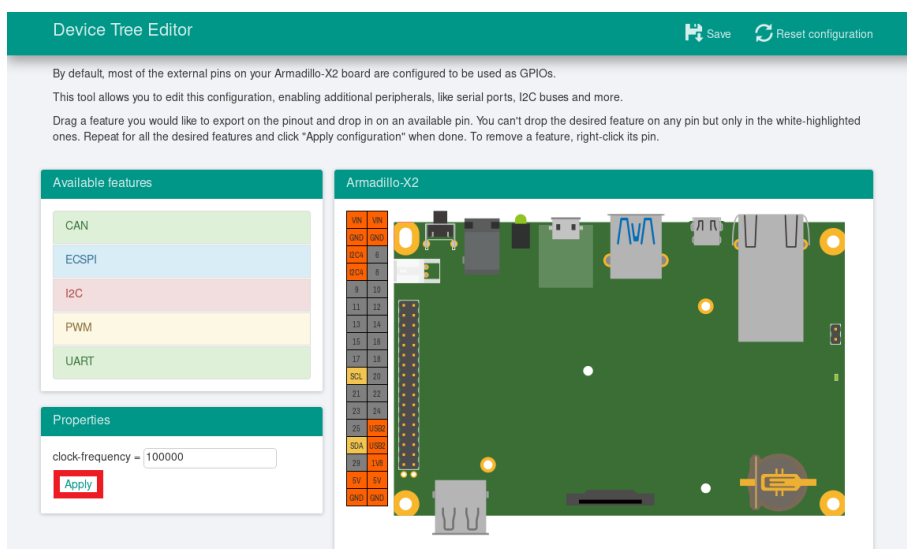 Device Tree Editor
Save
Reset configuration
By default, most of the external pins on your Armadillo-X2 board are configured to be used as GPIOs.
This tool allows you to edit this configuration, enabling additional peripherals, like serial ports, I2C buses and more.
Drag a feature you would like to export on the pinout and drop in on an available pin. You can't drop the desired feature on any pin but only in the white-highlighted
ones. Repeat for all the desired features and click "Apply configuration" when done. To remove a feature, right-click its pin.
Available features
CAN
ECSPI
I2C
PWM
UART
Properties
clock-frequency = 100000
Apply
Armadillo-X2
VIN VIN
GND GND
I2C4 6
I2C4 8
9 10
11 12
13 14
15 16
17 18
SCL 20
21 22
23 24
25 USB2
SDA USB2
29 1V8
5V 5V
GND GND